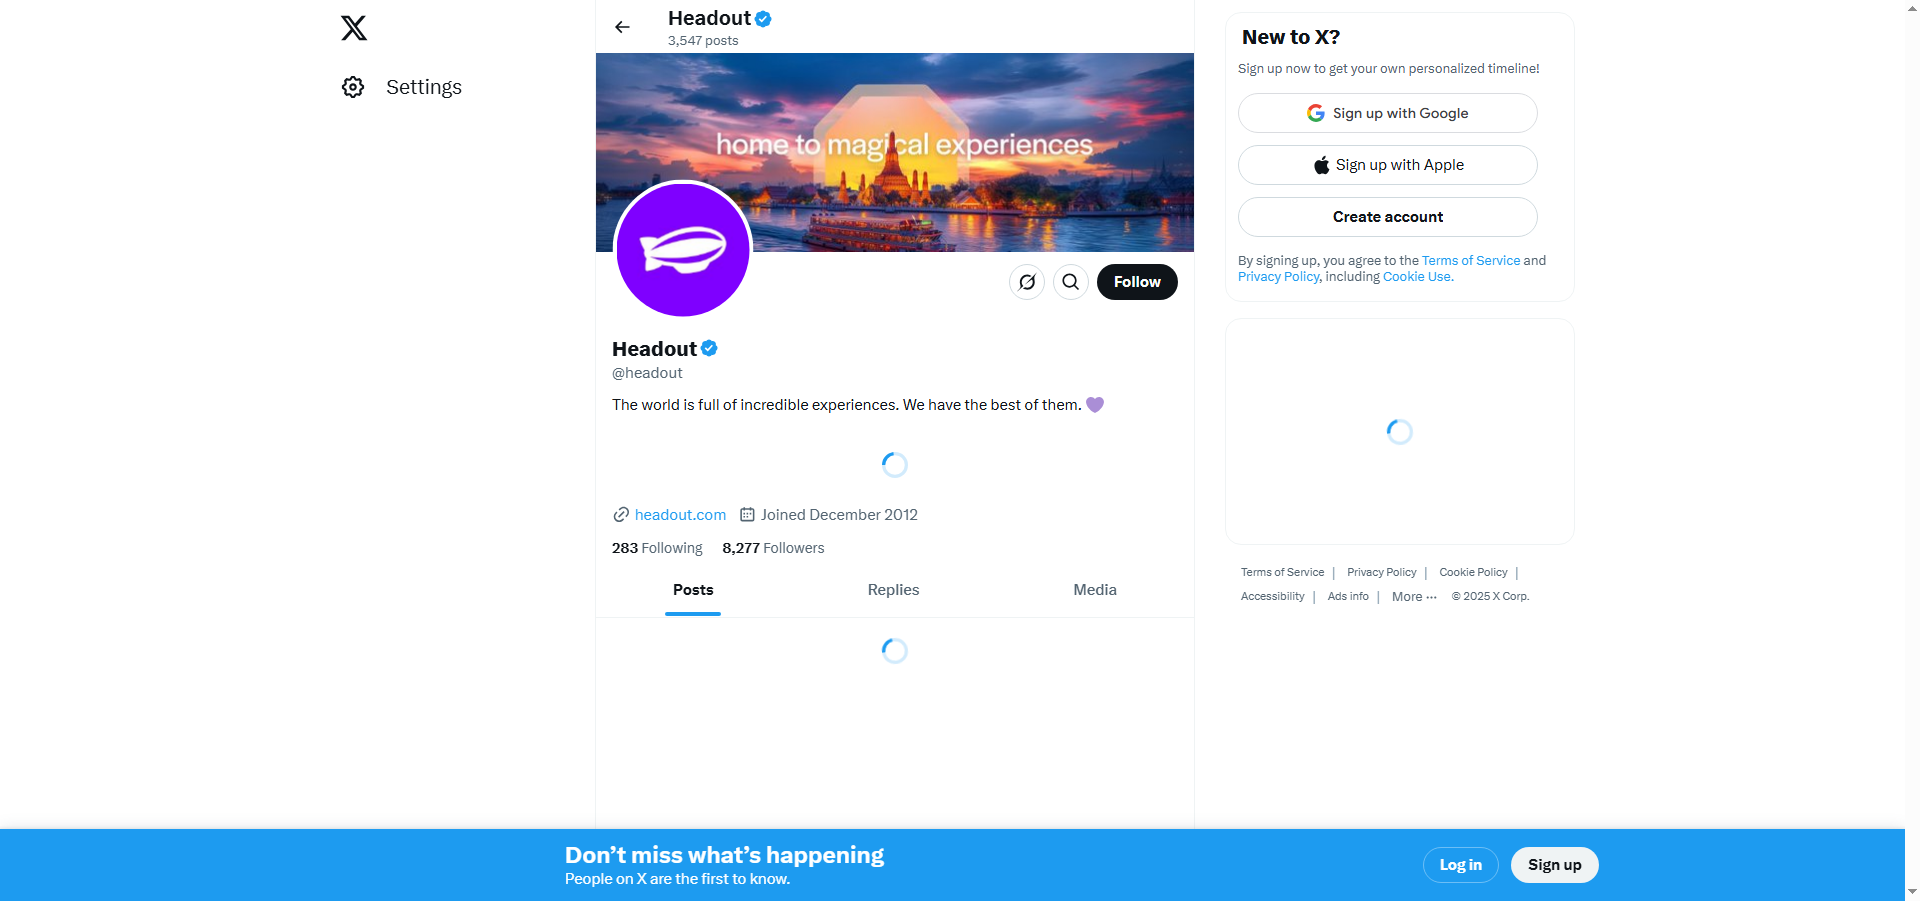 Settings
Headout
3,547 posts
home to magical experiences
Follow
Headout
@headout
The world is full of incredible experiences. We have the best of them. 💜
headout.com Joined December 2012
283 Following 8,277 Followers
Posts Replies Media
New to X?
Sign up now to get your own personalized timeline!
Sign up with Google
Sign up with Apple
Create account
By signing up, you agree to the Terms of Service and
Privacy Policy, including Cookie Use.
Terms of Service | Privacy Policy | Cookie Policy |
Accessibility | Ads info | More ··· © 2025 X Corp.
Don’t miss what’s happening
People on X are the first to know.
Log in Sign up